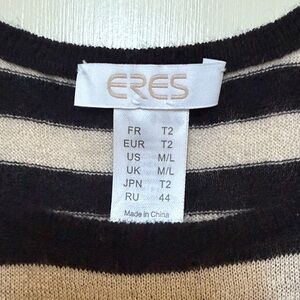 ERES
FR T2
EUR T2
US M/L
UK M/L
JPN T2
RU 44
Made in China